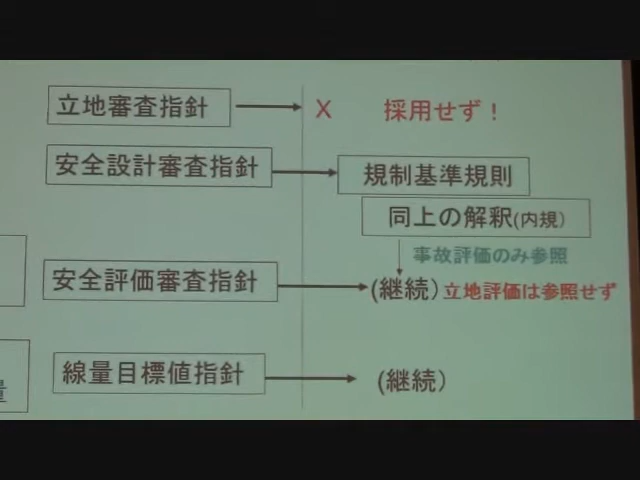 立地審査指針
X 採用せず！
安全設計審査指針
規制基準規則
同上の解釈(内規)
事故評価のみ参照
安全評価審査指針
(継続) 立地評価は参照せず
線量目標値指針
(継続)
量